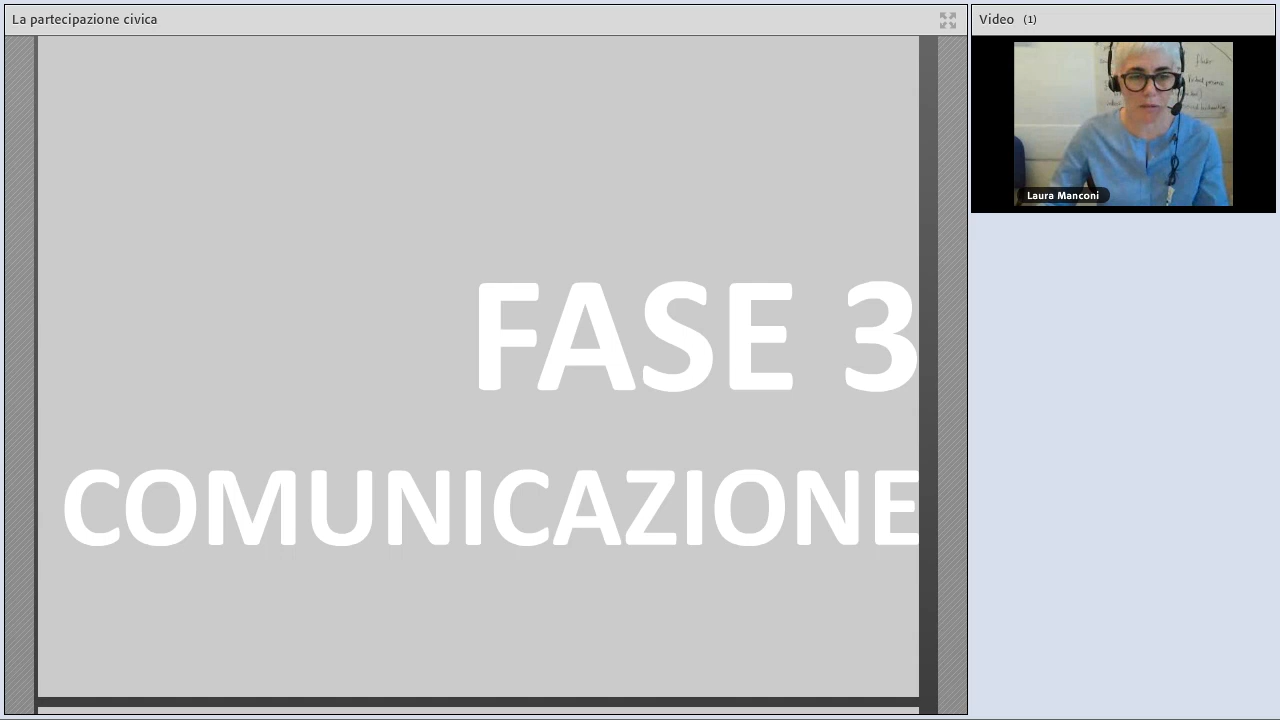 La partecipazione civica
Video (1)
Laura Manconi
FASE 3
COMUNICAZIONE